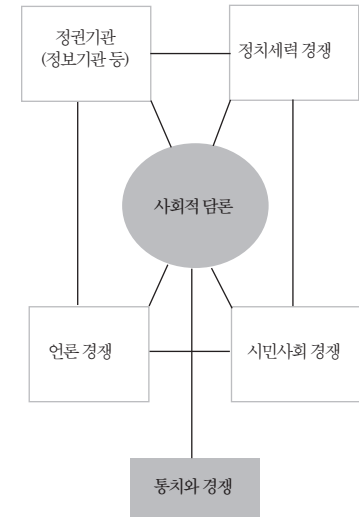 정권기관
(정보기관 등)
정치세력 경쟁
사회적 담론
언론 경쟁
시민사회 경쟁
통치와 경쟁